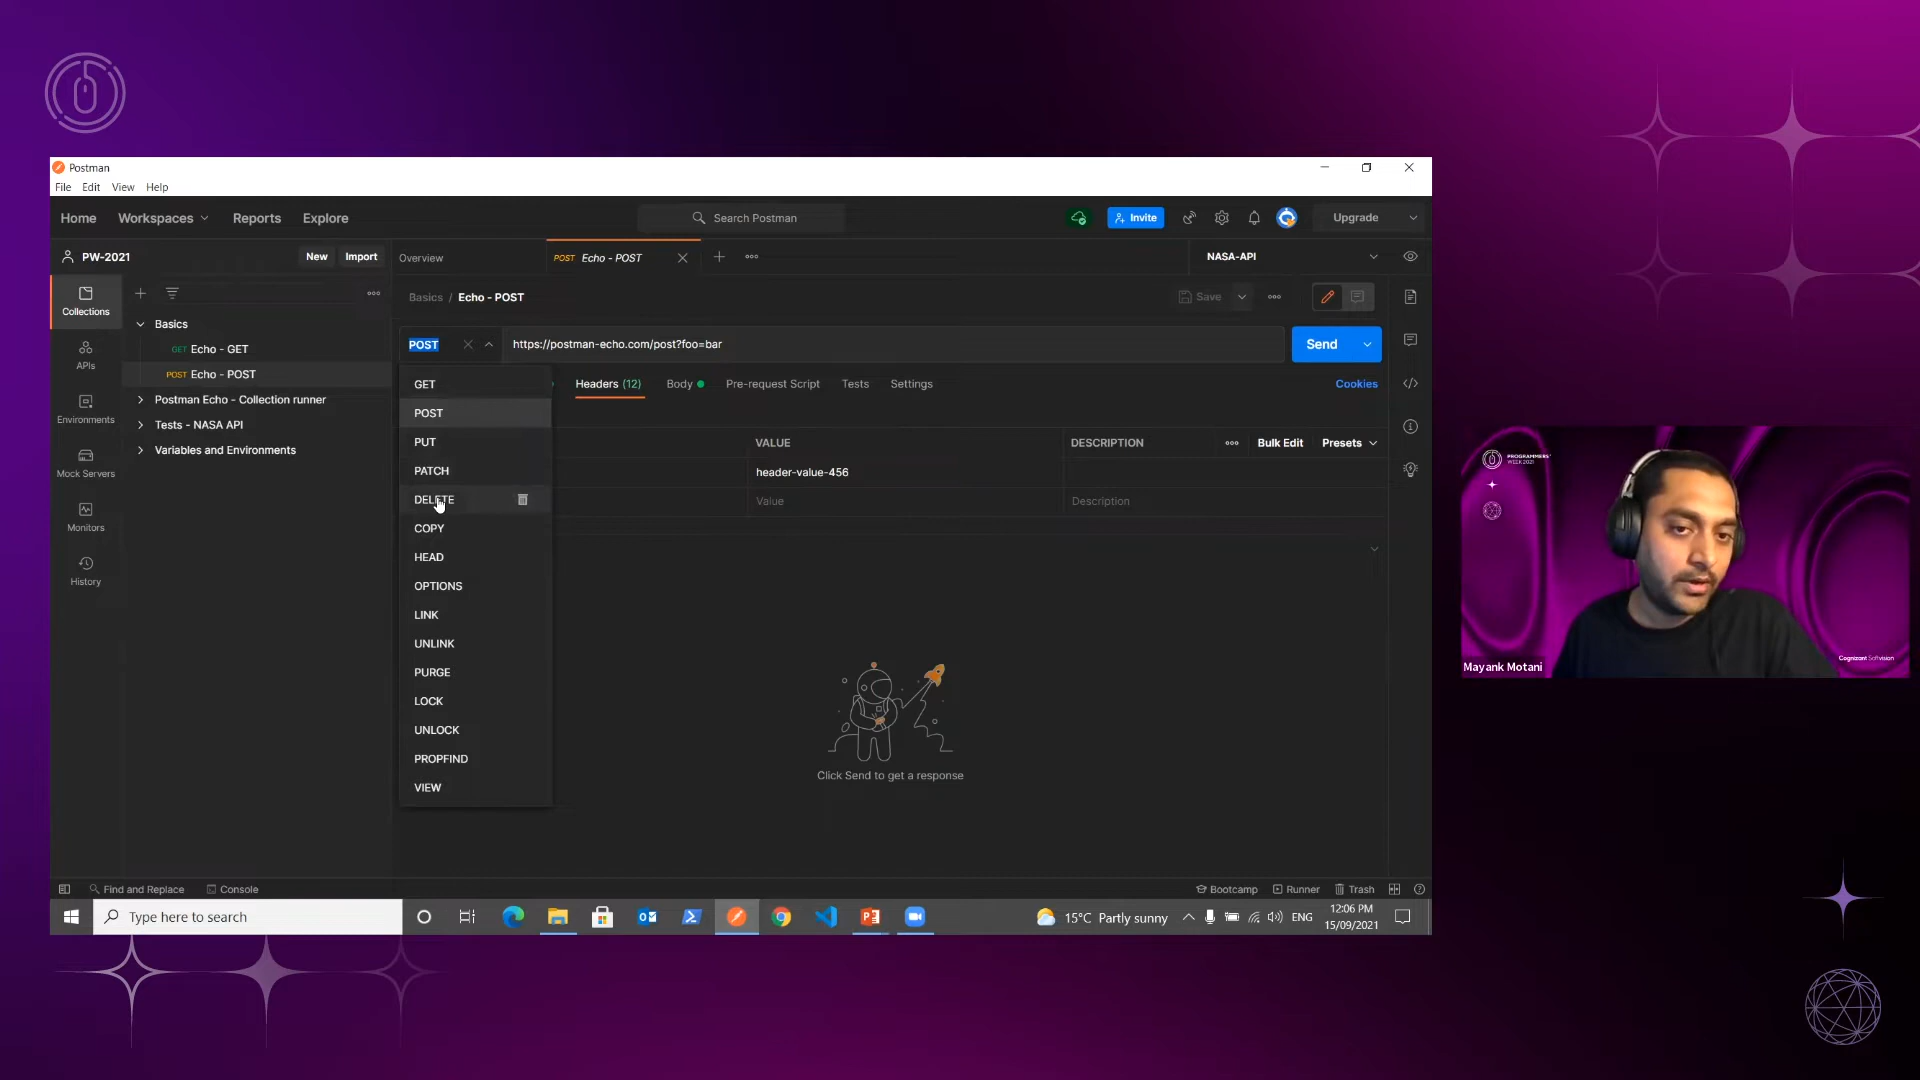 Postman
File Edit View Help
Home Workspaces Reports Explore Search Postman Invite Upgrade
PW-2021 New Import Overview POST Echo - POST NASA-API
Basics / Echo - POST Save
Collections
APIs
Environments
Mock Servers
Monitors
History
Basics
GET Echo - GET
POST Echo - POST
Postman Echo - Collection runner
Tests - NASA API
Variables and Environments
POST https://postman-echo.com/post?foo=bar Send
Headers (12) Body Pre-request Script Tests Settings Cookies
VALUE DESCRIPTION Bulk Edit Presets
header-value-456
Value Description
GET
POST
PUT
PATCH
DELETE
COPY
HEAD
OPTIONS
LINK
UNLINK
PURGE
LOCK
UNLOCK
PROPFIND
VIEW
Click Send to get a response
PROGRAMMERS'
WEEK 2021
Cognizant Softvision
Mayank Motani
Find and Replace Console Bootcamp Runner Trash
Type here to search 15°C Partly sunny ENG 12:06 PM
15/09/2021